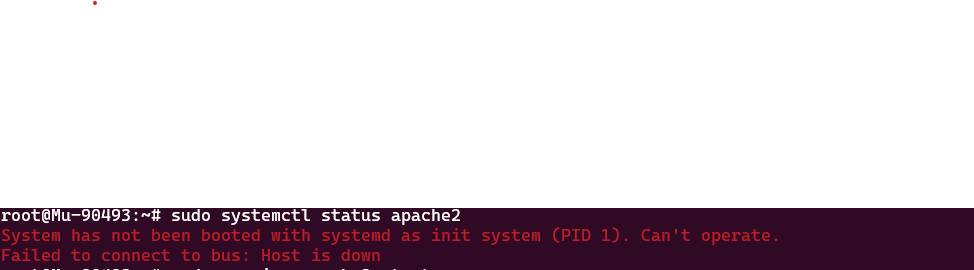 root@Mu-90493:~# sudo systemctl status apache2
System has not been booted with systemd as init system (PID 1). Can't operate.
Failed to connect to bus: Host is down